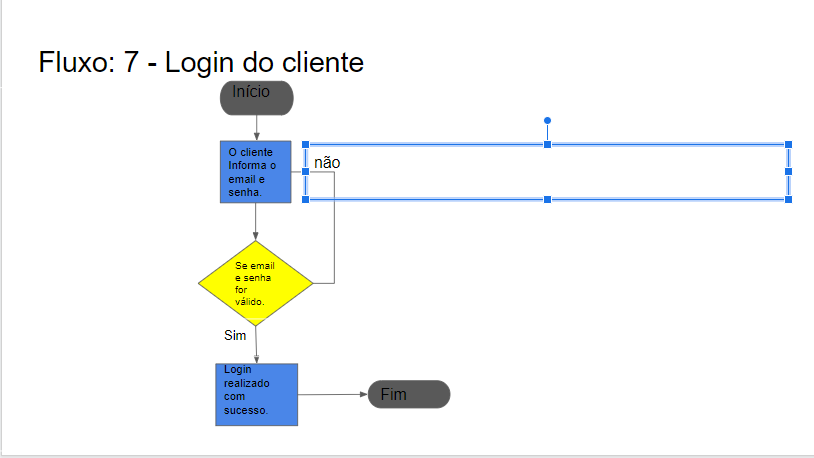 Fluxo: 7 - Login do cliente
Início
O cliente
Informa o
email e
senha.
não
Se email
e senha
for
válido.
Sim
Login
realizado
com
sucesso.
Fim